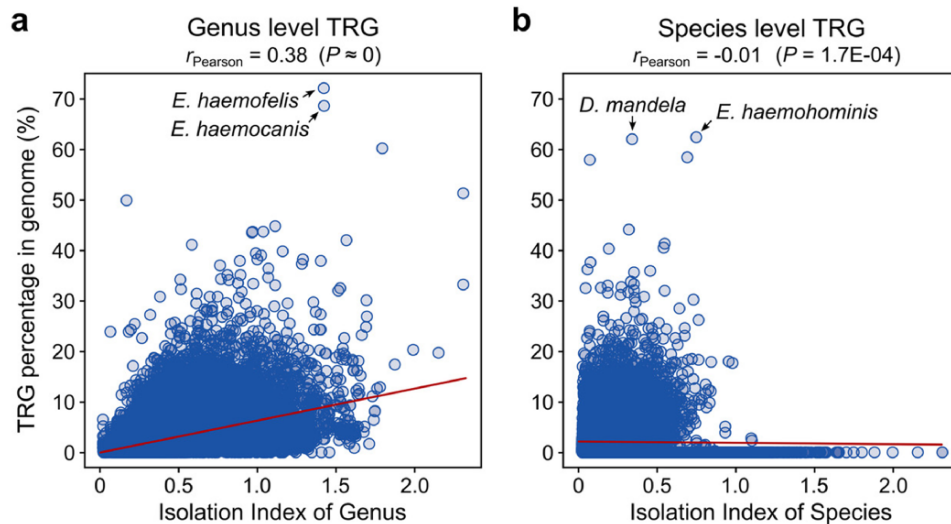 a
Genus level TRG
rPearson = 0.38 (P ≈ 0)
TRG percentage in genome (%)
70
60
50
40
30
20
10
0
E. haemofelis
E. haemocanis
0
0.5
1.0
1.5
2.0
Isolation Index of Genus
b
Species level TRG
rPearson = -0.01 (P = 1.7E-04)
70
60
50
40
30
20
10
0
D. mandela
E. haemohominis
0
0.5
1.0
1.5
2.0
Isolation Index of Species